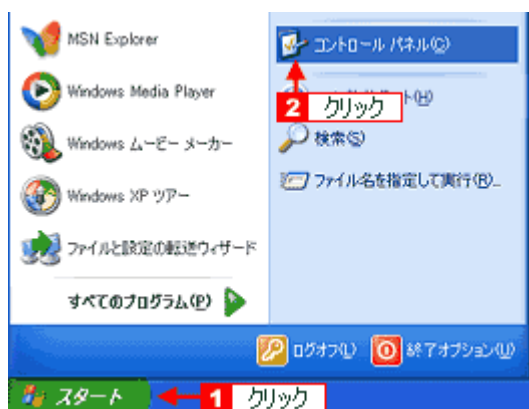 MSN Explorer
Windows Media Player
Windows ムービー メーカー
Windows XP ツアー
ファイルと設定の転送ウィザード
すべてのプログラム(P)
コントロール パネル(C)
2 クリック
(H)
検索(S)
ファイル名を指定して実行(R)...
ログオフ(L)
終了オプション(U)
スタート
1 クリック